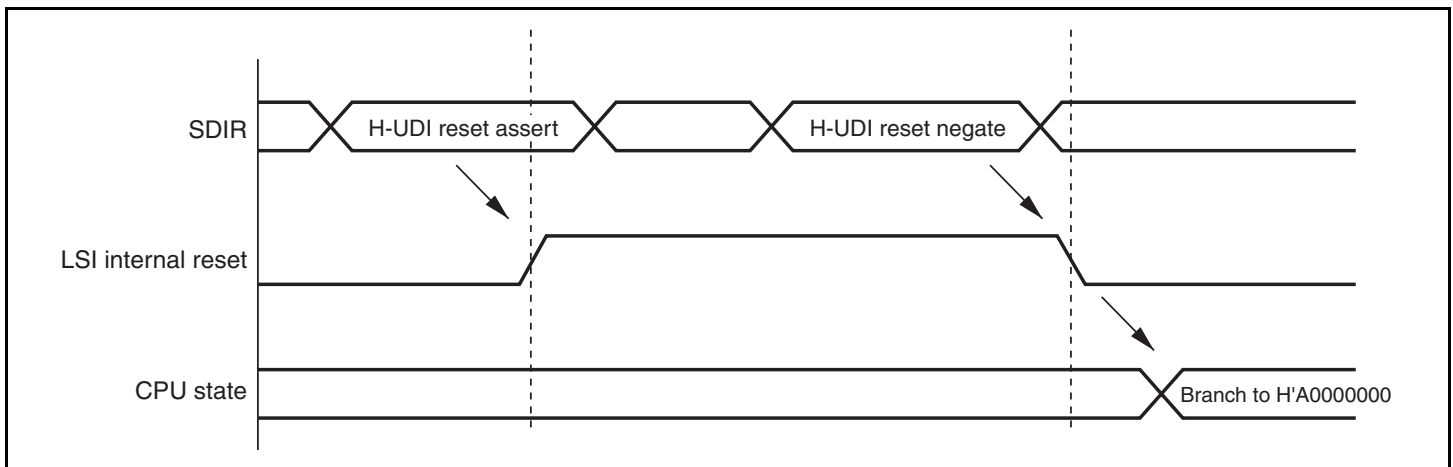 SDIR
H-UDI reset assert
H-UDI reset negate
LSI internal reset
CPU state
Branch to H'A0000000